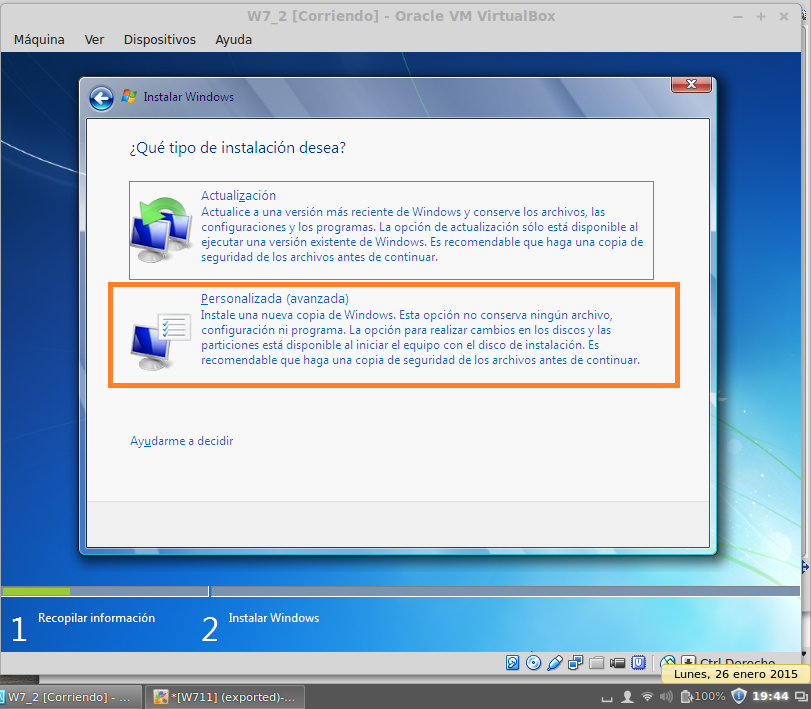 W7_2 [Corriendo] - Oracle VM VirtualBox
Máquina Ver Dispositivos Ayuda
Instalar Windows
¿Qué tipo de instalación desea?
Actualización
Actualice a una versión más reciente de Windows y conserve los archivos, las
configuraciones y los programas. La opción de actualización sólo está disponible al
ejecutar una versión existente de Windows. Es recomendable que haga una copia de
seguridad de los archivos antes de continuar.
Personalizada (avanzada)
Instale una nueva copia de Windows. Esta opción no conserva ningún archivo,
configuración ni programa. La opción para realizar cambios en los discos y las
particiones está disponible al iniciar el equipo con el disco de instalación. Es
recomendable que haga una copia de seguridad de los archivos antes de continuar.
Ayudarme a decidir
1 Recopilar información 2 Instalar Windows
Ctrl Derecho
Lunes, 26 enero 2015
W7_2 [Corriendo] - ... *[W711] (exported)-... 100% 19:44